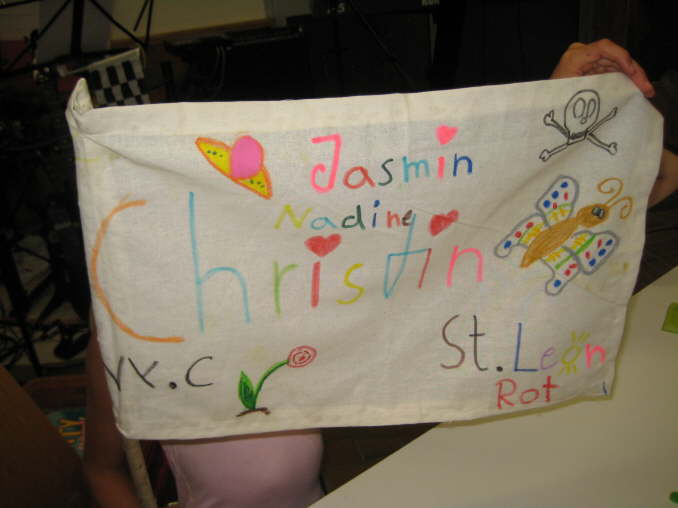 Jasmin
Nadine
Christin
St. Leon
Rot